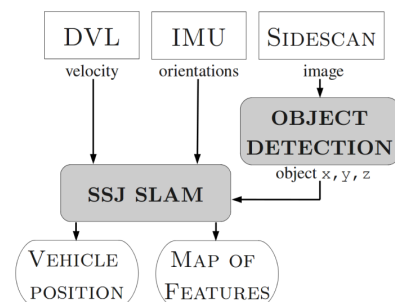 DVL IMU SIDESCAN
velocity orientations image
OBJECT
DETECTION
object x,y,z
SSJ SLAM
VEHICLE MAP OF
POSITION FEATURES